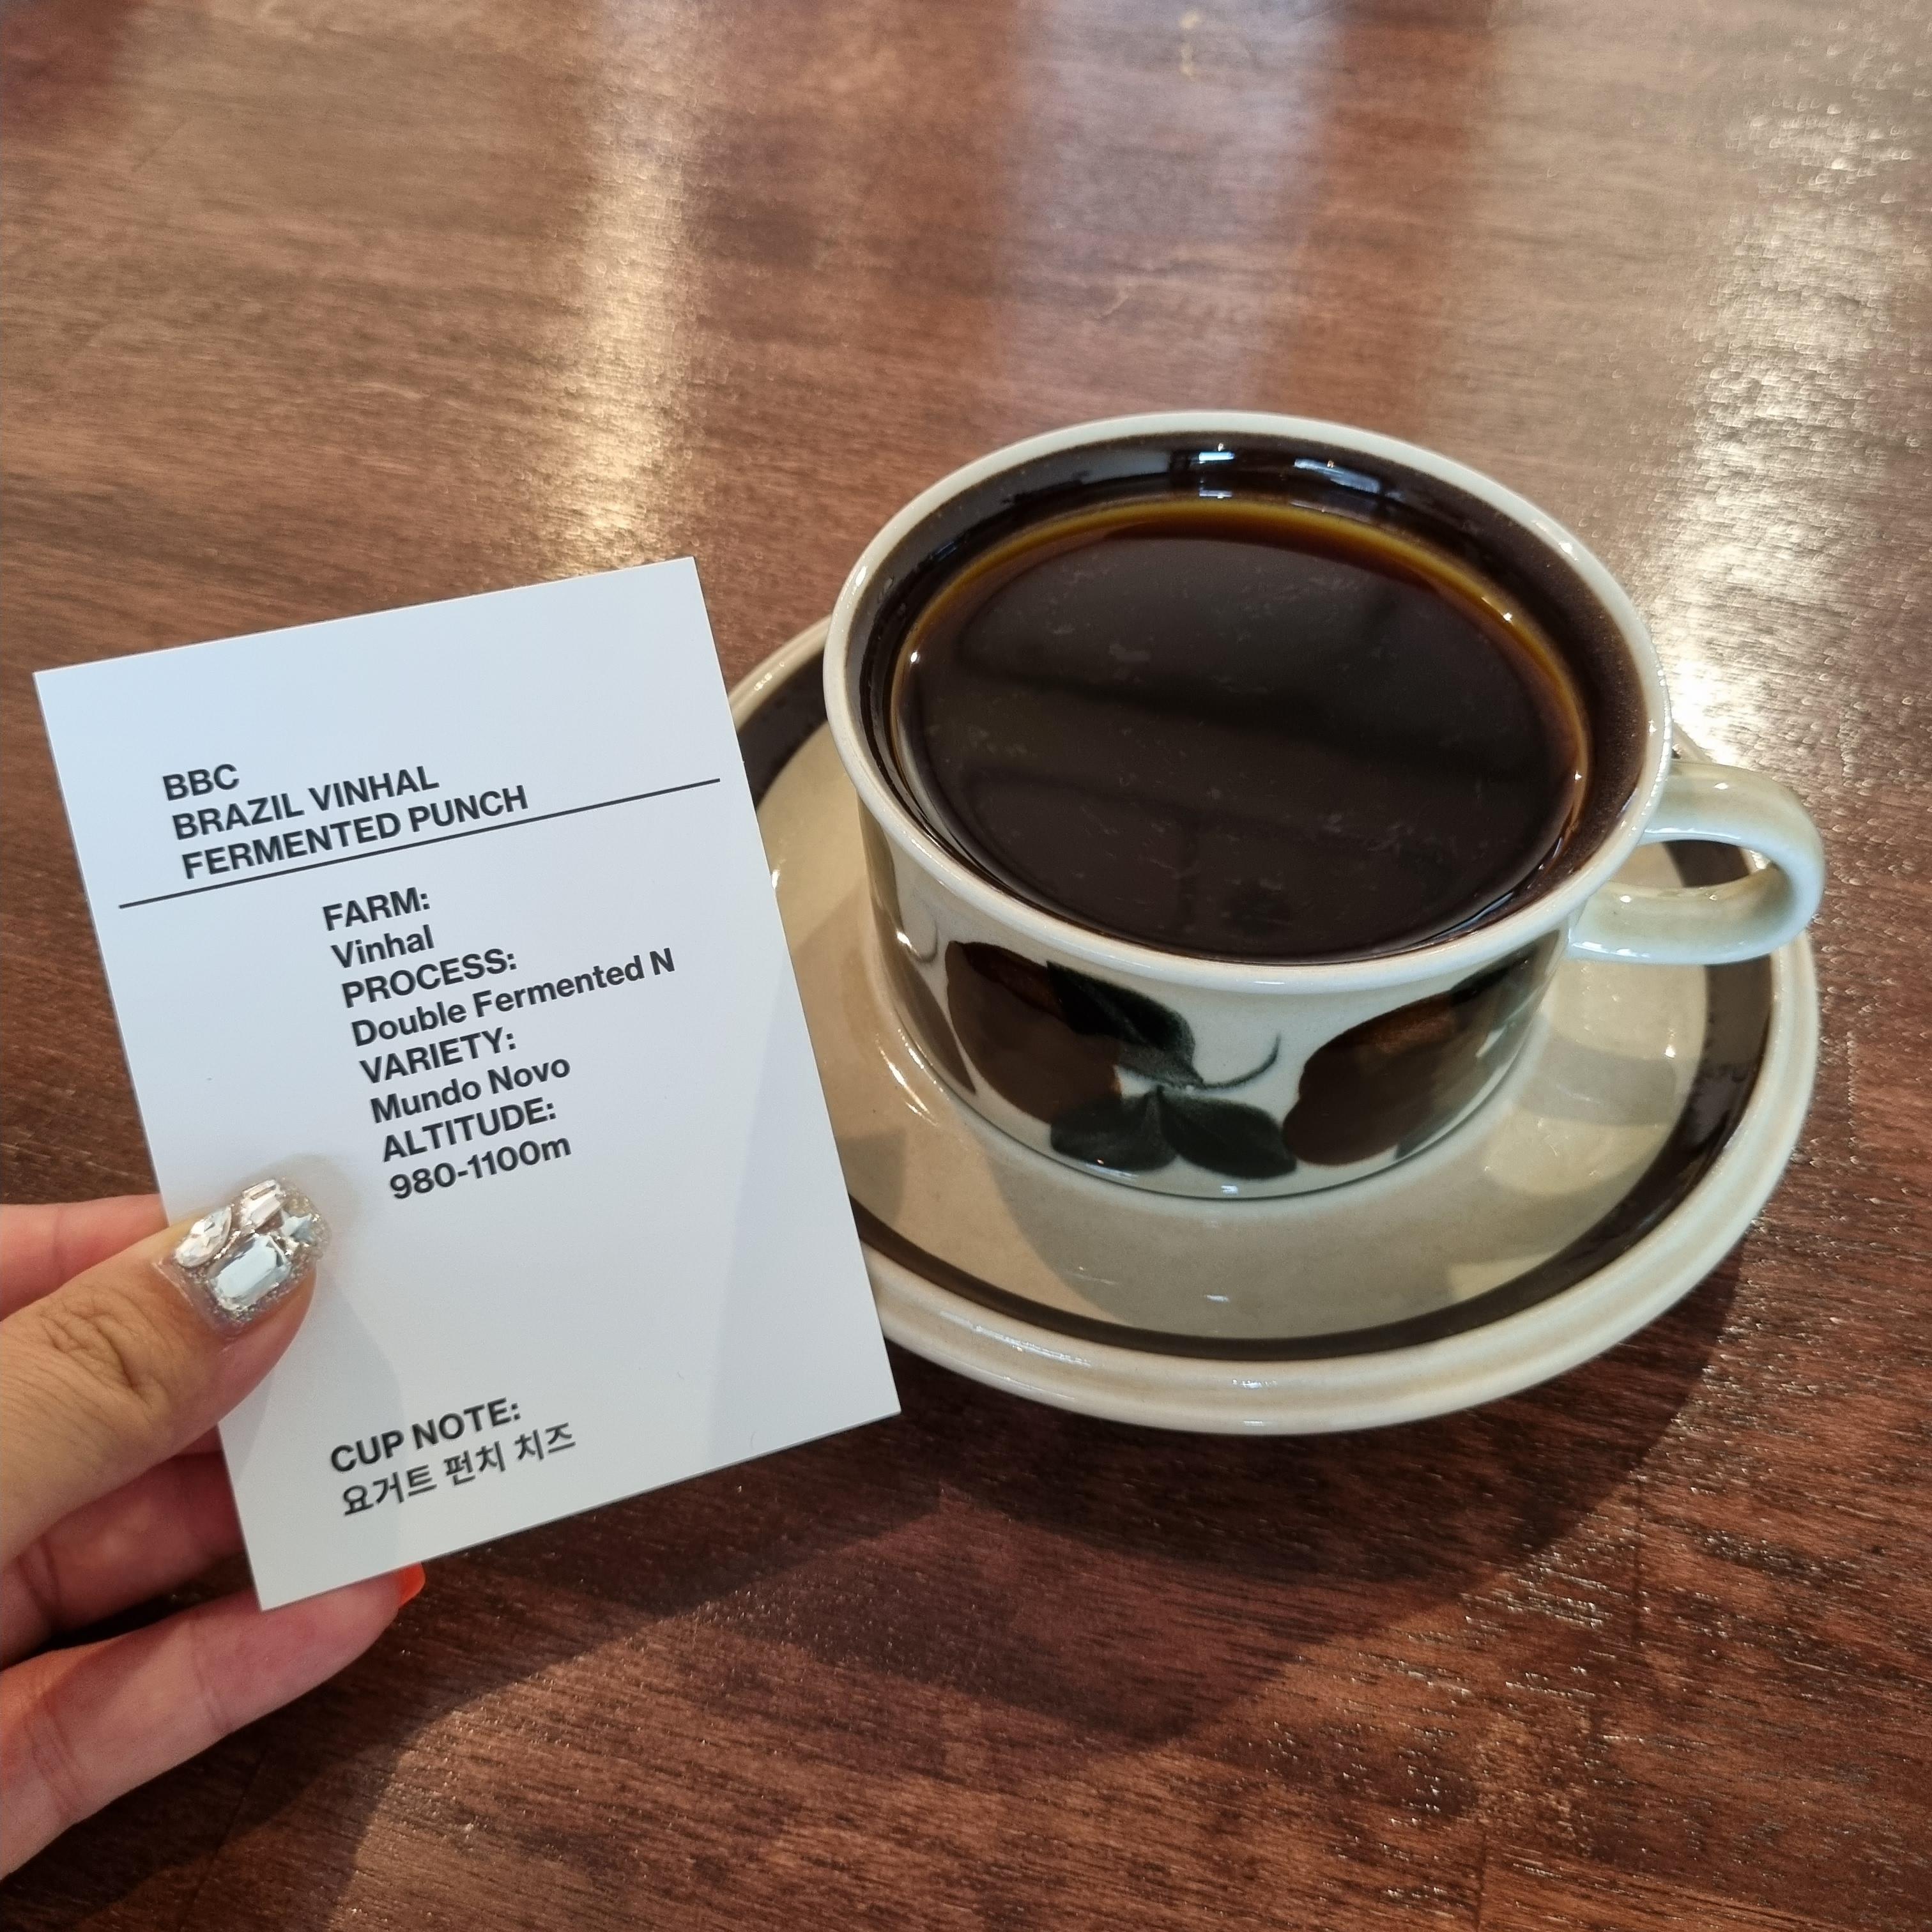 BBC
BRAZIL VINHAL
FERMENTED PUNCH
FARM:
Vinhal
PROCESS:
Double Fermented N
VARIETY:
Mundo Novo
ALTITUDE:
980-1100m
CUP NOTE:
요거트 펀치 치즈